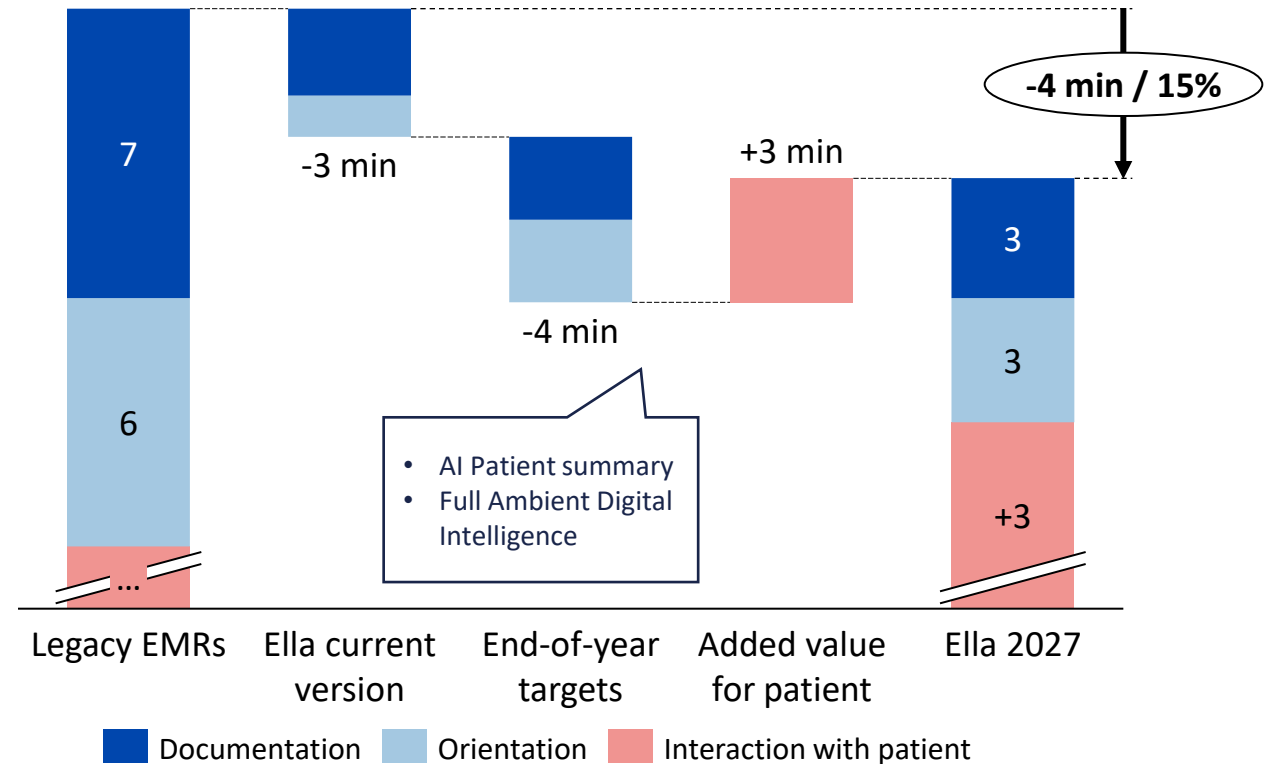 -4 min / 15%
7
-3 min
+3 min
3
-4 min
3
6
• AI Patient summary
• Full Ambient Digital
Intelligence
+3
...
Legacy EMRs
Ella current
version
End-of-year
targets
Added value
for patient
Ella 2027
Documentation
Orientation
Interaction with patient